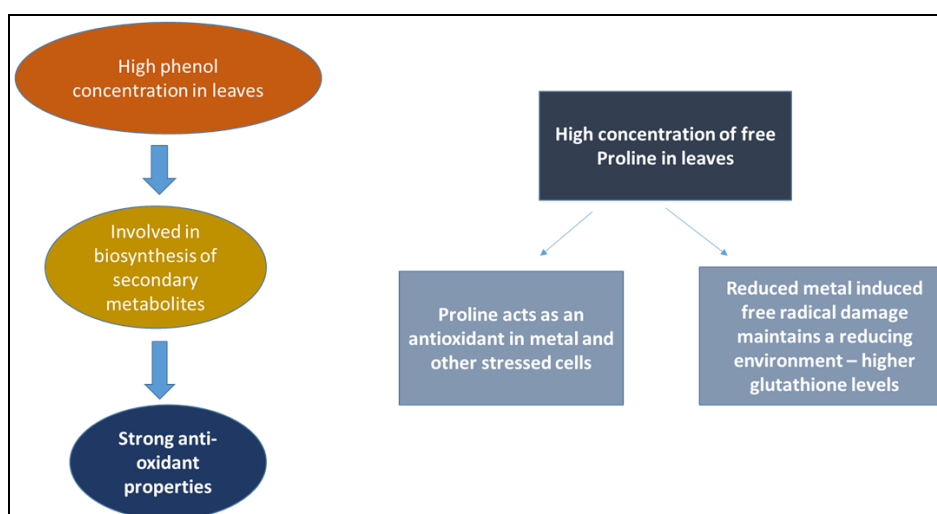 High phenol
concentration in leaves
Involved in
biosynthesis of
secondary
metabolites
Strong anti-
oxidant
properties
High concentration of free
Proline in leaves
Proline acts as an
antioxidant in metal and
other stressed cells
Reduced metal induced
free radical damage
maintains a reducing
environment – higher
glutathione levels